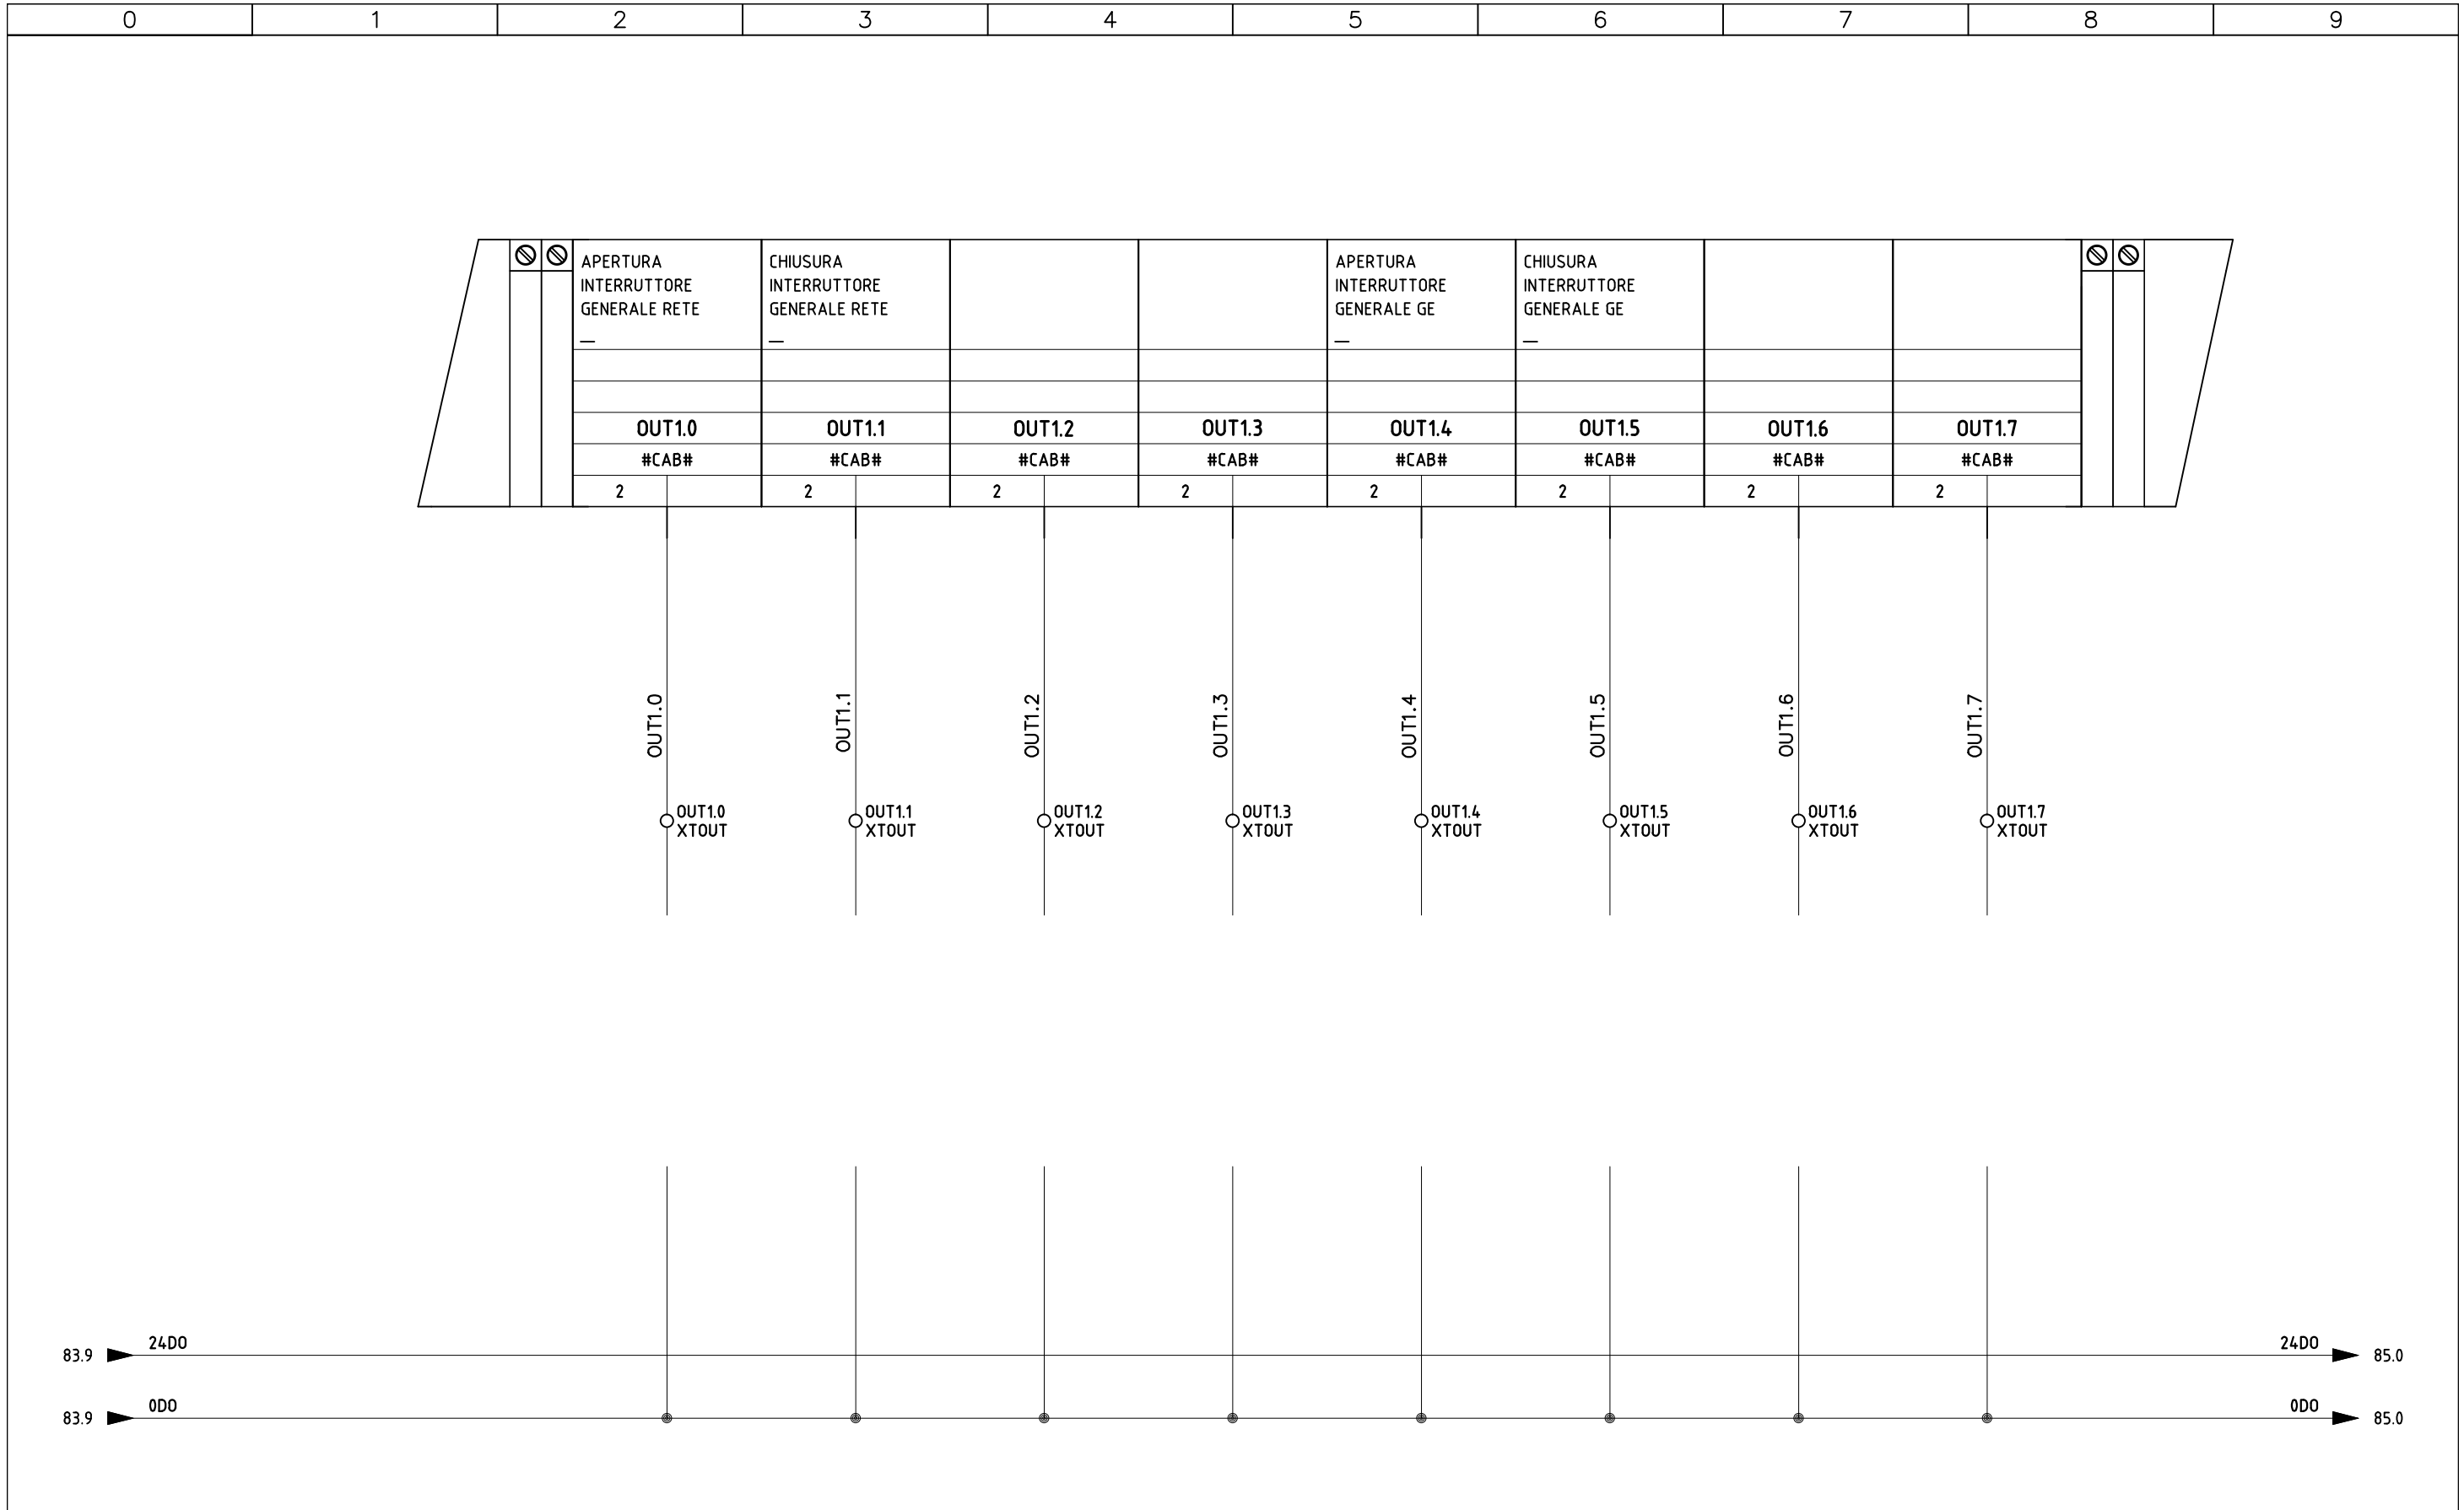 0 1 2 3 4 5 6 7 8 9
APERTURA
INTERRUTTORE
GENERALE RETE
_
CHIUSURA
INTERRUTTORE
GENERALE RETE
_
APERTURA
INTERRUTTORE
GENERALE GE
_
CHIUSURA
INTERRUTTORE
GENERALE GE
_
OUT1.0 OUT1.1 OUT1.2 OUT1.3 OUT1.4 OUT1.5 OUT1.6 OUT1.7
#CAB# #CAB# #CAB# #CAB# #CAB# #CAB# #CAB# #CAB#
2 2 2 2 2 2 2 2
OUT1.0 OUT1.1 OUT1.2 OUT1.3 OUT1.4 OUT1.5 OUT1.6 OUT1.7
OUT1.0 OUT1.1 OUT1.2 OUT1.3 OUT1.4 OUT1.5 OUT1.6 OUT1.7
XTOUT XTOUT XTOUT XTOUT XTOUT XTOUT XTOUT XTOUT
24DO 24DO
83.9 85.0
0DO 0DO
83.9 85.0